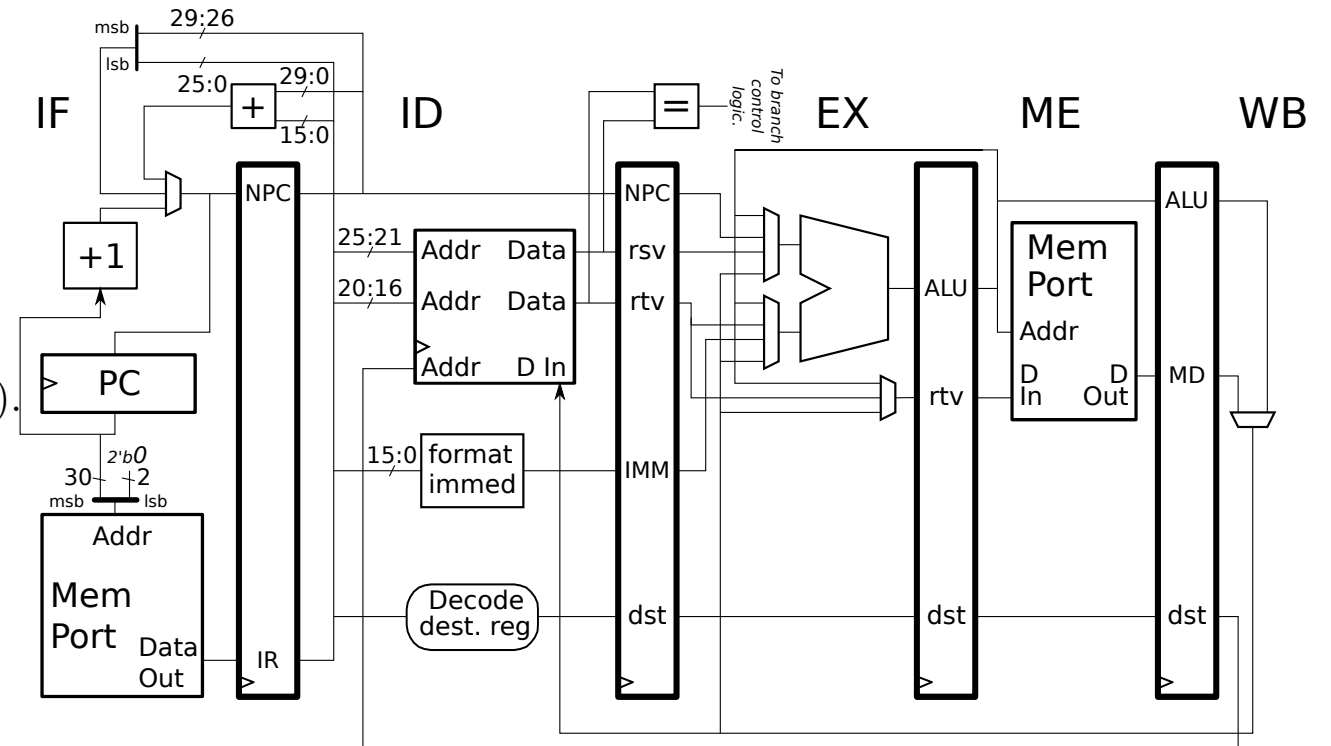 29:26
msb
lsb
25:0
29:0
+
15:0
IF
ID
=
To branch
control
logic.
EX
ME
WB
NPC
+1
PC
).
2'b0
30
2
msb
lsb
Addr
Mem
Port
Data
Out
IR
25:21
20:16
Addr
Data
Addr
Data
Addr
D In
15:0
format
immed
Decode
dest. reg
NPC
rsv
rtv
IMM
dst
ALU
rtv
dst
Mem
Port
Addr
D
In
D
Out
ALU
MD
dst